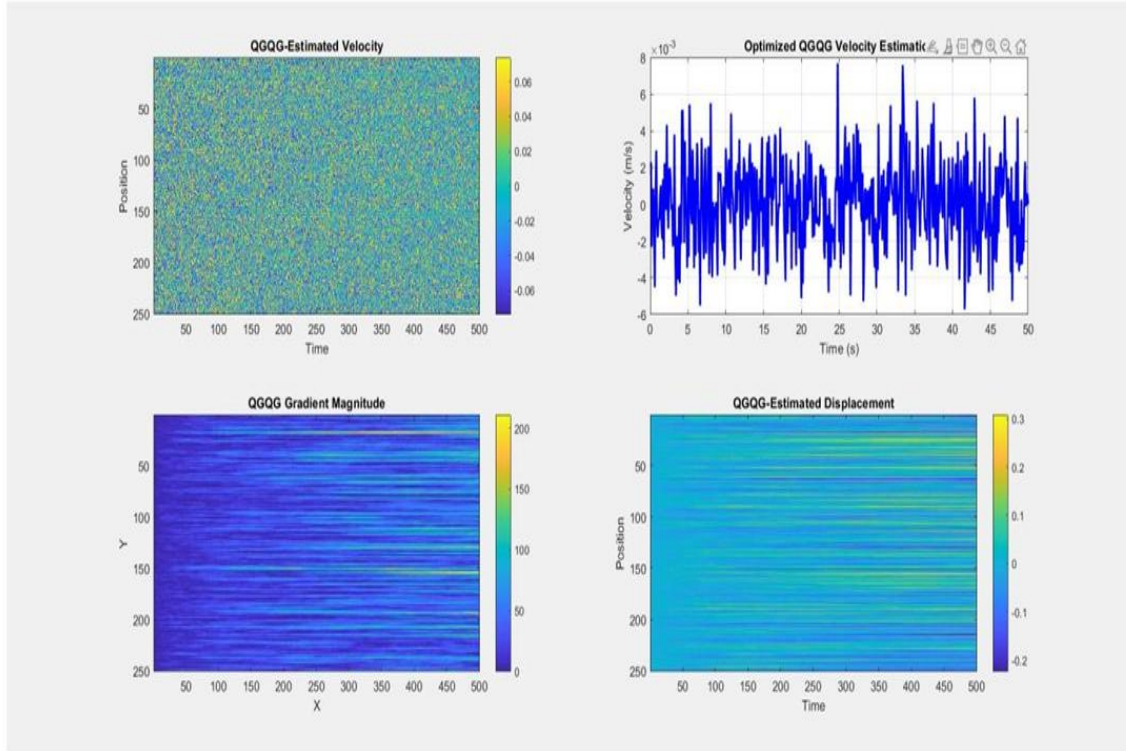 QGQG-Estimated Velocity
Position
50
100
150
200
250
50 100 150 200 250 300 350 400 450 500
Time
0.06
0.04
0.02
0
-0.02
-0.04
-0.06
Optimized QGQG Velocity Estimatic
×10-3
Velocity (m/s)
8
6
4
2
0
-2
-4
-6
0 5 10 15 20 25 30 35 40 45 50
Time (s)
QGQG Gradient Magnitude
Y
50
100
150
200
250
50 100 150 200 250 300 350 400 450 500
X
200
150
100
50
0
QGQG-Estimated Displacement
Position
50
100
150
200
250
50 100 150 200 250 300 350 400 450 500
Time
0.3
0.2
0.1
0
-0.1
-0.2